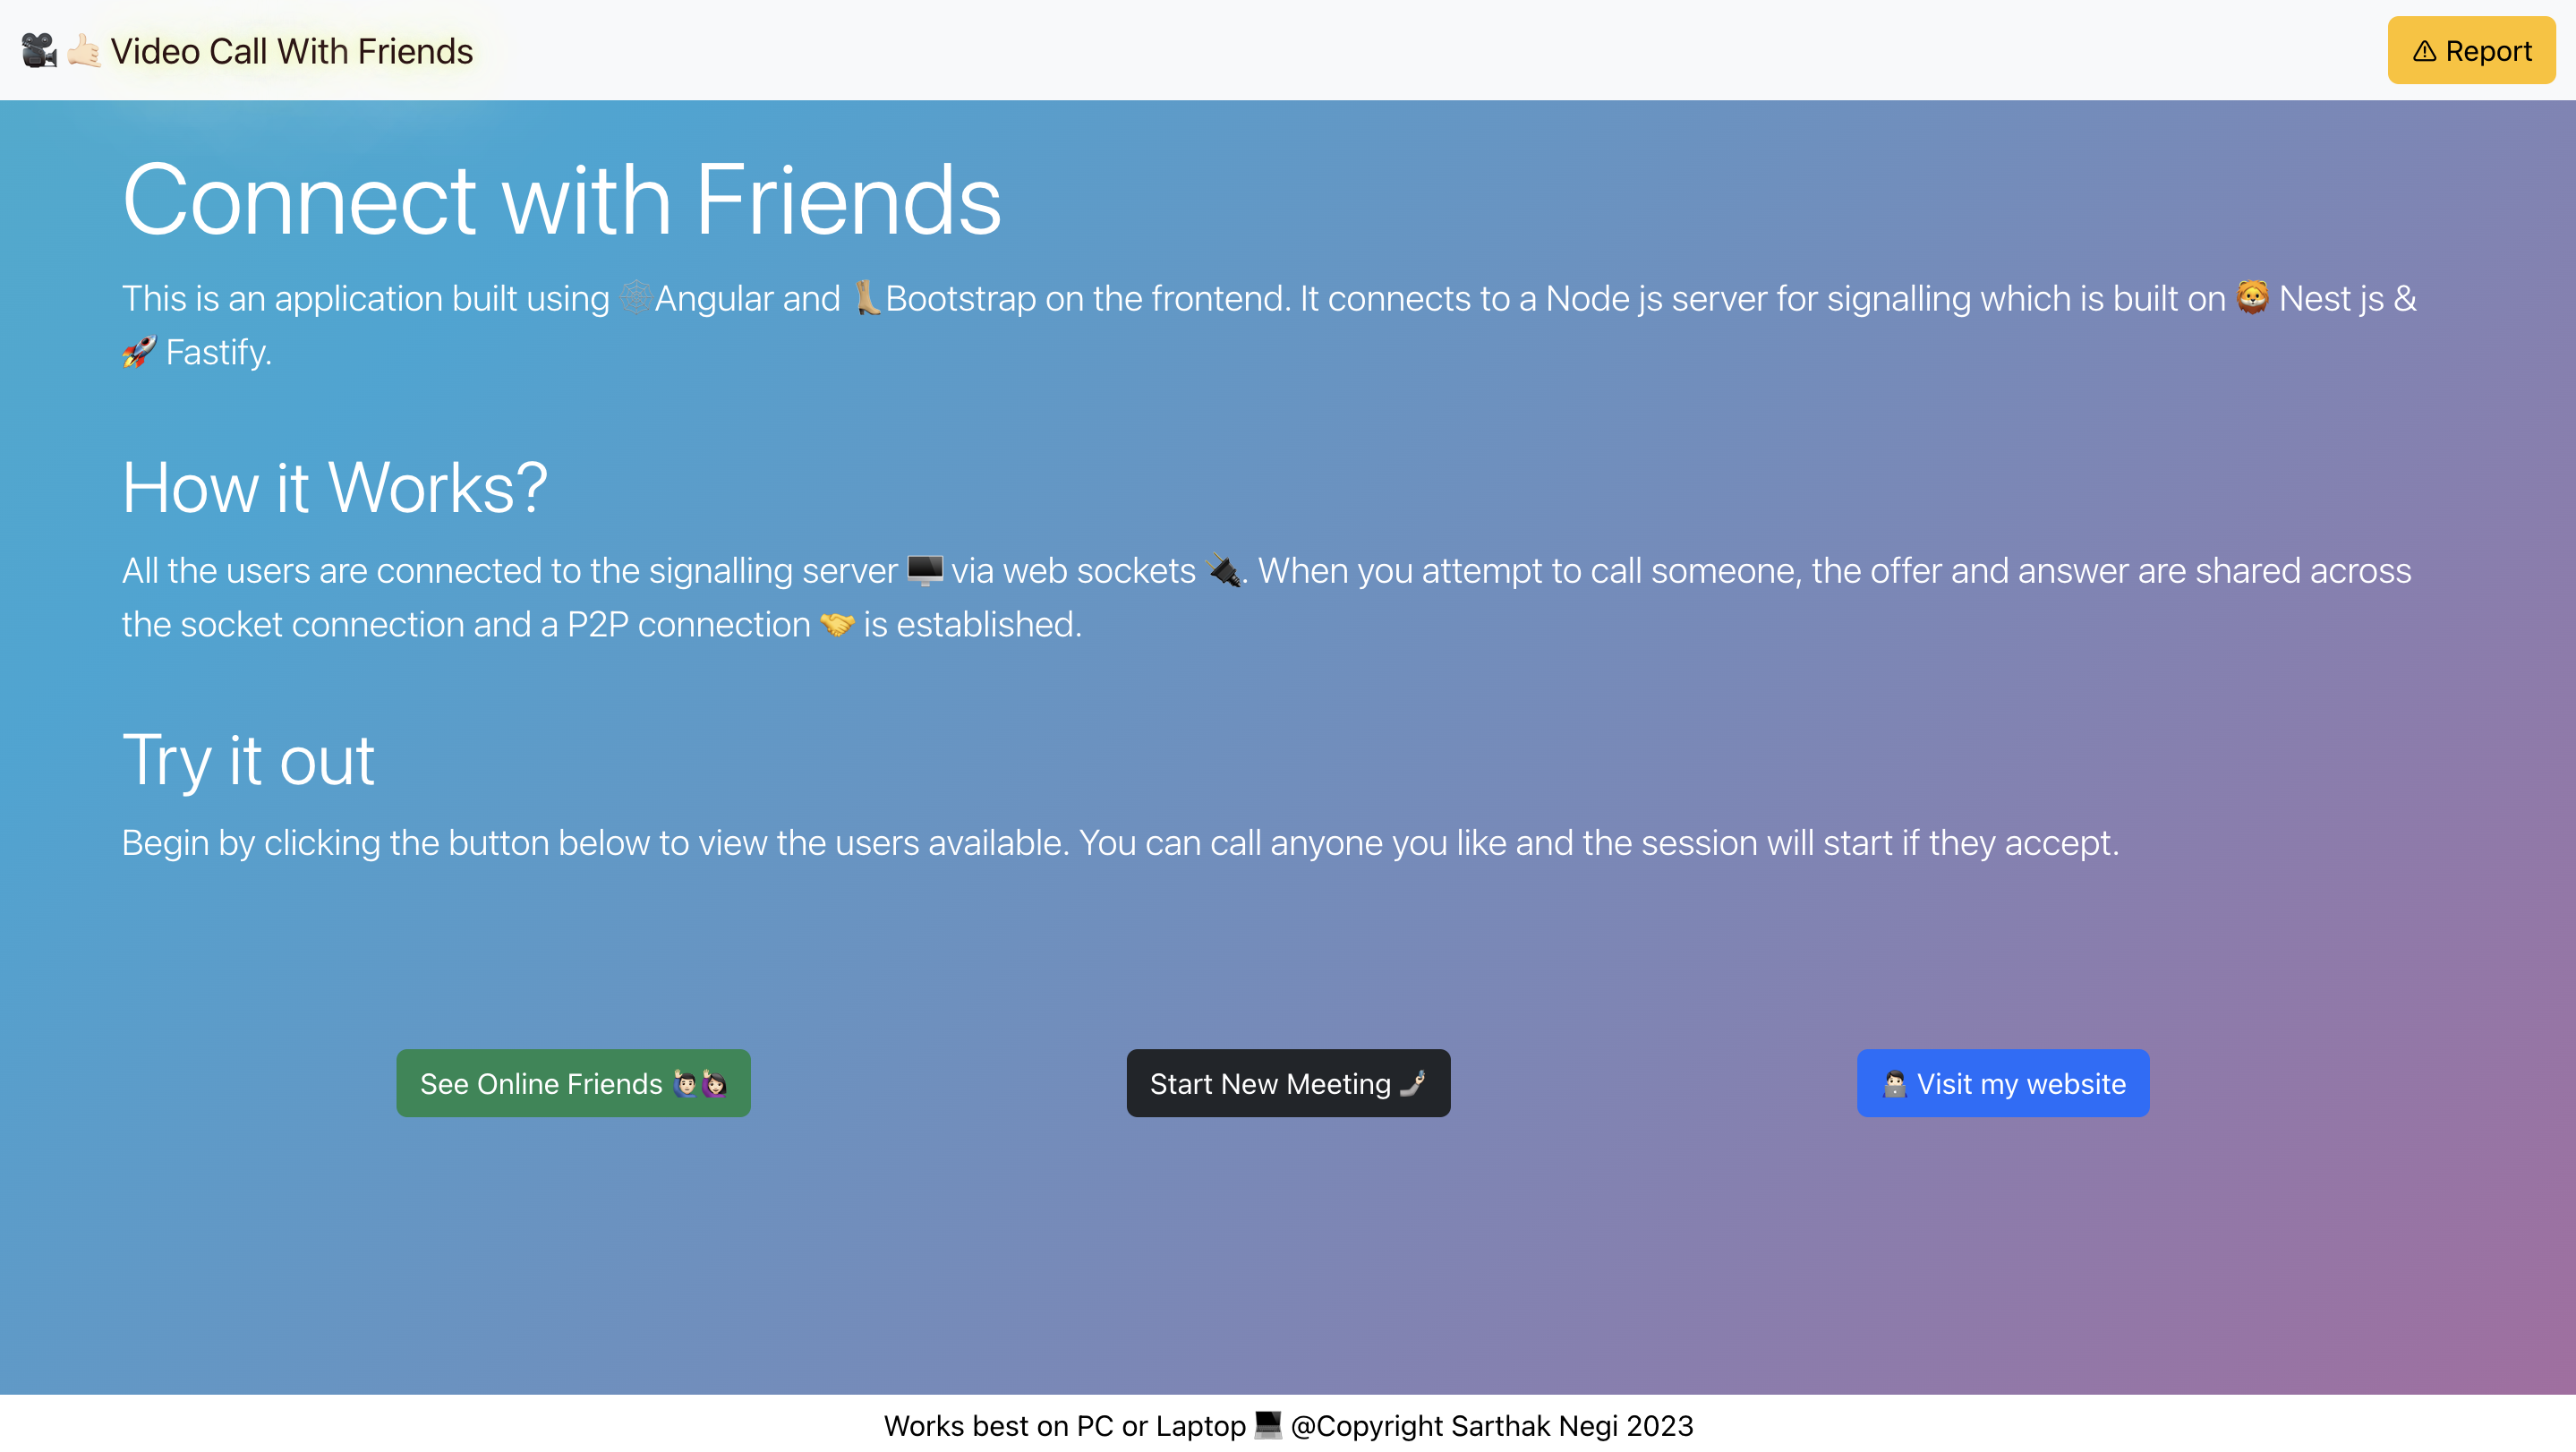 🎥🤙🏻 Video Call With Friends
⚠ Report
Connect with Friends
This is an application built using 🕸Angular and 👢Bootstrap on the frontend. It connects to a Node js server for signalling which is built on 🦁 Nest js &
🚀 Fastify.
How it Works?
All the users are connected to the signalling server 🖥 via web sockets 🔌. When you attempt to call someone, the offer and answer are shared across
the socket connection and a P2P connection 🤝 is established.
Try it out
Begin by clicking the button below to view the users available. You can call anyone you like and the session will start if they accept.
See Online Friends 🙋🏻‍♂️🙋🏻‍♀️
Start New Meeting 🤳🏻
🧑🏻‍💻 Visit my website
Works best on PC or Laptop 💻 @Copyright Sarthak Negi 2023